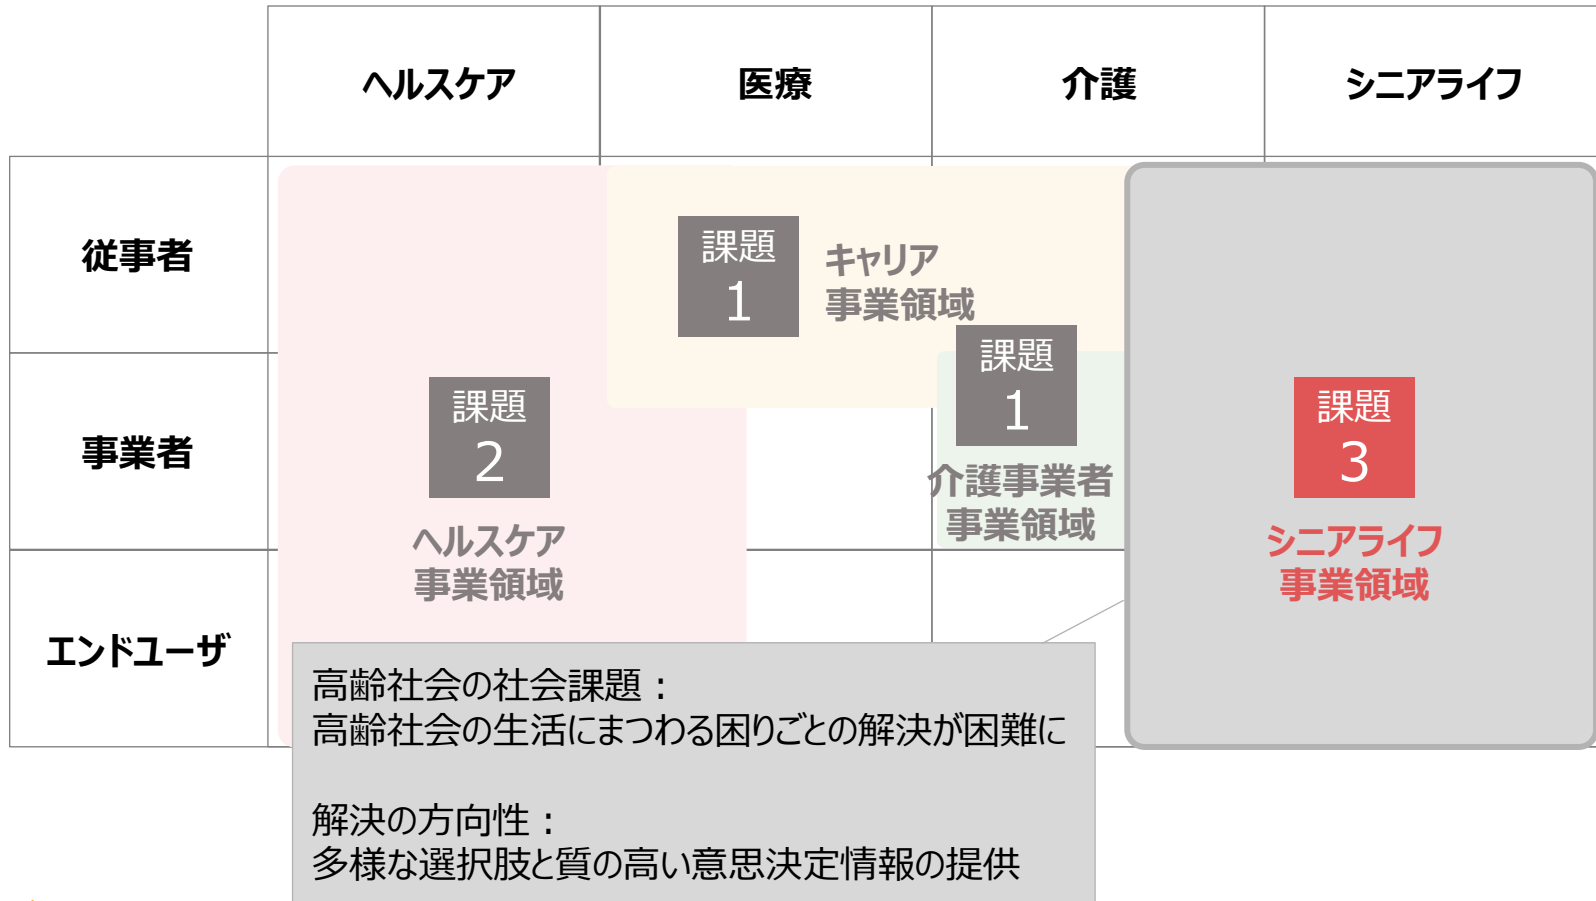 ヘルスケア
医療
介護
シニアライフ
従事者
課題
1
キャリア
事業領域
事業者
課題
2
ヘルスケア
事業領域
課題
1
介護事業者
事業領域
課題
3
シニアライフ
事業領域
エンドユーザ
高齢社会の社会課題：
高齢社会の生活にまつわる困りごとの解決が困難に
解決の方向性：
多様な選択肢と質の高い意思決定情報の提供